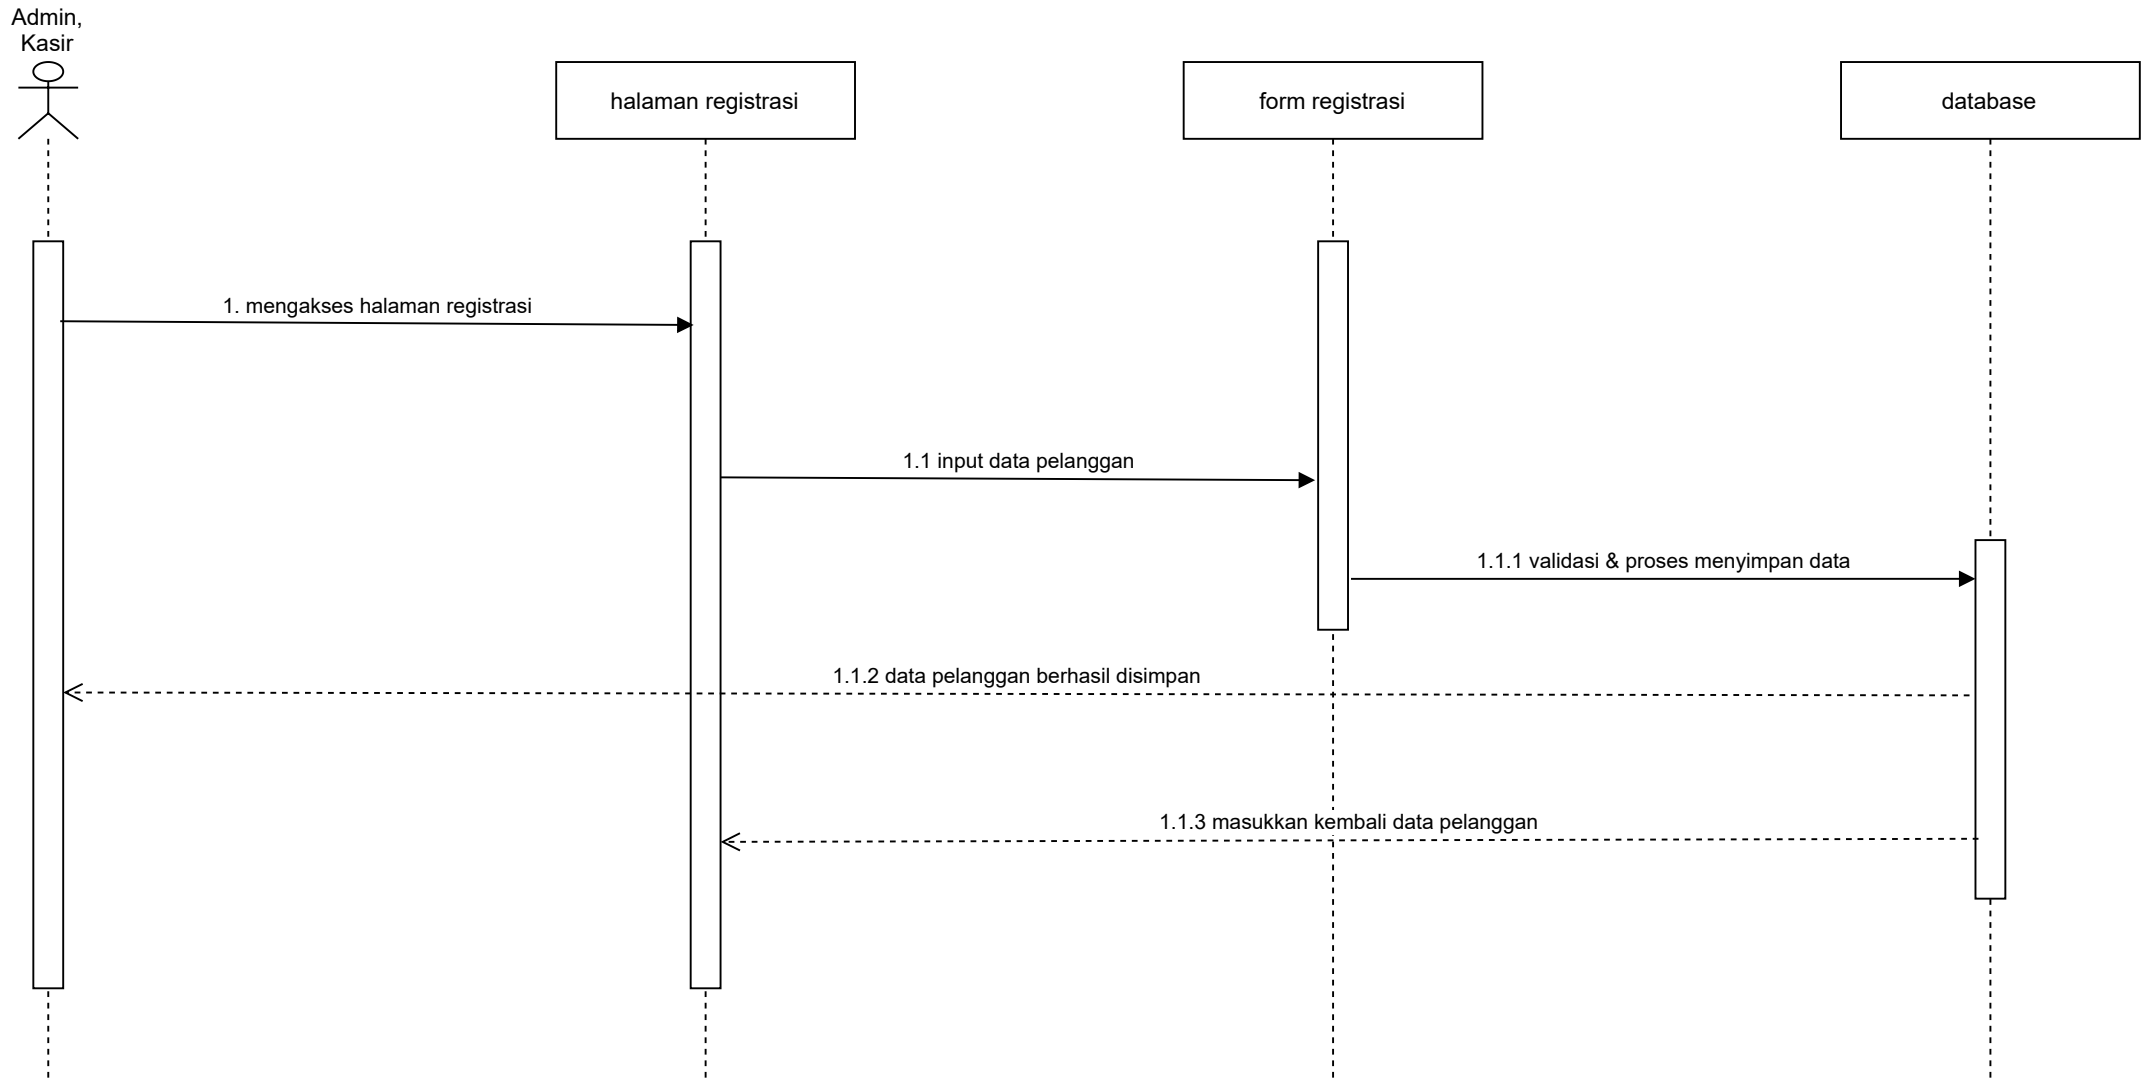 Admin,
Kasir
halaman registrasi
form registrasi
database
1. mengakses halaman registrasi
1.1 input data pelanggan
1.1.1 validasi & proses menyimpan data
1.1.2 data pelanggan berhasil disimpan
1.1.3 masukkan kembali data pelanggan